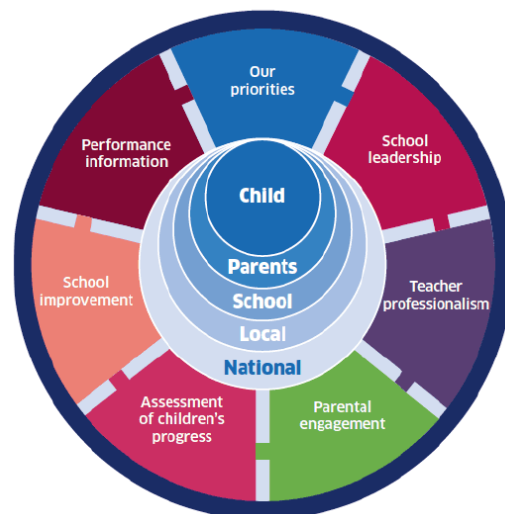 Our
priorities
School
leadership
Teacher
professionalism
Parental
engagement
Assessment
of children's
progress
School
improvement
Performance
information
Child
Parents
School
Local
National